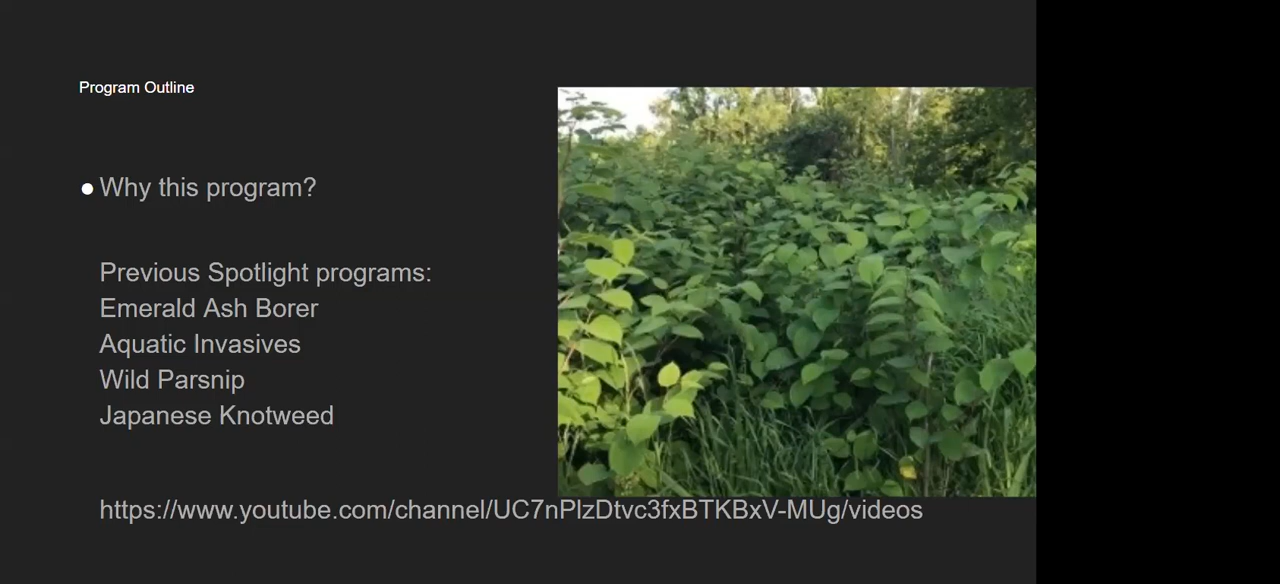 Program Outline
Why this program?
Previous Spotlight programs:
Emerald Ash Borer
Aquatic Invasives
Wild Parsnip
Japanese Knotweed
https://www.youtube.com/channel/UC7nPlzDtvc3fxBTKBxV-MUg/videos